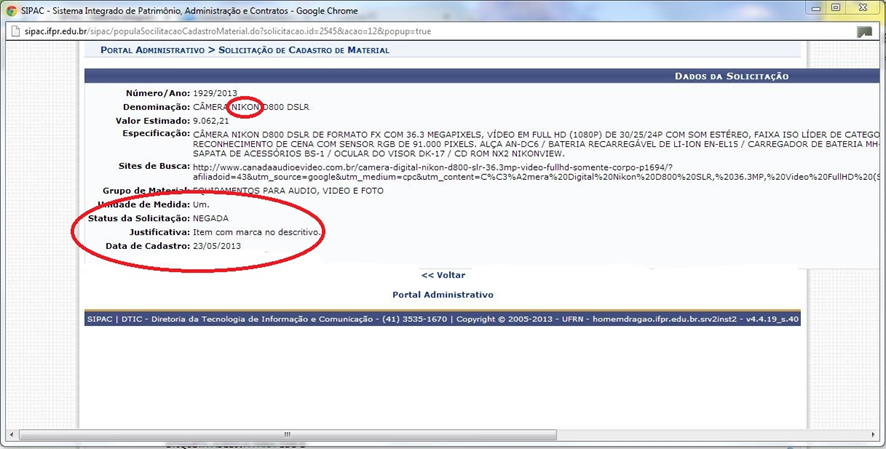 SIPAC - Sistema Integrado de Patrimônio, Administração e Contratos - Google Chrome
sipac.ifpr.edu.br/sipac/populaSocilitacaoCadastroMaterial.do?solicitacao.id=2545&acao=12&popup=true
PORTAL ADMINISTRATIVO > SOLICITAÇÃO DE CADASTRO DE MATERIAL
DADOS DA SOLICITAÇÃO
Número/Ano: 1929/2013
Denominação: CÂMERA NIKON D800 DSLR
Valor Estimado: 9.062,21
Especificação: CÂMERA NIKON D800 DSLR DE FORMATO FX COM 36.3 MEGAPIXELS, VÍDEO EM FULL HD (1080P) DE 30/25/24P COM SOM ESTÉREO, FAIXA ISO LÍDER DE CATEGO
RECONHECIMENTO DE CENA COM SENSOR RGB DE 91.000 PIXELS. ALÇA AN-DC6 / BATERIA RECARREGÁVEL DE LI-ION EN-EL15 / CARREGADOR DE BATERIA MH-
SAPATA DE ACESSÓRIOS BS-1 / OCULAR DO VISOR DK-17 / CD ROM NX2 NIKONVIEW.
Sites de Busca: http://www.canadaaudioevideo.com.br/camera-digital-nikon-d800-slr-36.3mp-video-fullhd-somente-corpo-p1694/?
afiliadoid=43&utm_source=google&utm_medium=cpc&utm_content=C%C3%A2mera%20Digital%20Nikon%20D800%20SLR,%2036.3MP,%20Video%20FullHD%20(S
Grupo de Material: EQUIPAMENTOS PARA AUDIO, VIDEO E FOTO
Unidade de Medida: Um.
Status da Solicitação: NEGADA
Justificativa: Item com marca no descritivo.
Data de Cadastro: 23/05/2013
<< Voltar
Portal Administrativo
SIPAC | DTIC - Diretoria da Tecnologia de Informação e Comunicação - (41) 3535-1670 | Copyright © 2005-2013 - UFRN - homemdragao.ifpr.edu.br.srv2inst2 - v4.4.19_s.40